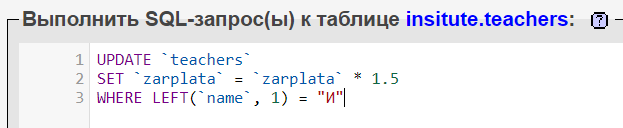 Выполнить SQL-запрос(ы) к таблице insitute.teachers:
1 UPDATE `teachers`
2 SET `zarplata` = `zarplata` * 1.5
3 WHERE LEFT(`name`, 1) = "И"